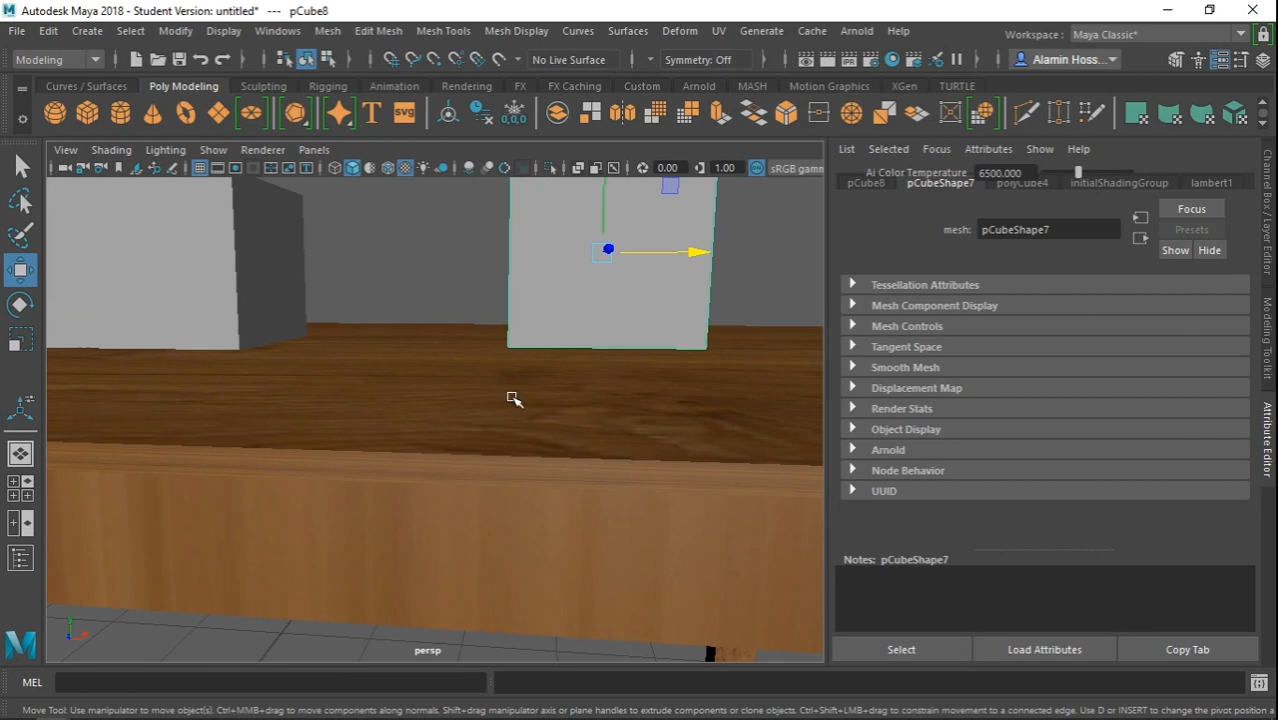 Autodesk Maya 2018 - Student Version: untitled* --- pCube8
File Edit Create Select Modify Display Windows Mesh Edit Mesh Mesh Tools Mesh Display Curves Surfaces Deform UV Generate Cache Arnold Help
Workspace : Maya Classic*
Modeling No Live Surface Symmetry: Off Alamin Hoss...
Curves / Surfaces Poly Modeling Sculpting Rigging Animation Rendering FX FX Caching Custom Arnold MASH Motion Graphics XGen TURTLE
View Shading Lighting Show Renderer Panels
0.00 1.00 sRGB gamm
List Selected Focus Attributes Show Help
Ai Color Temperature 6500.000
pCube8 pCubeShape7 polyCube4 initialShadingGroup lambert1
Focus
mesh: pCubeShape7
Presets
Show Hide
Tessellation Attributes
Mesh Component Display
Mesh Controls
Tangent Space
Smooth Mesh
Displacement Map
Render Stats
Object Display
Arnold
Node Behavior
UUID
Notes: pCubeShape7
Select Load Attributes Copy Tab
persp
Channel Box / Layer Editor
Modeling Toolkit
Attribute Editor
MEL
Move Tool: Use manipulator to move object(s). Ctrl+MMB+drag to move components along normals. Shift+drag manipulator axis or plane handles to extrude components or clone objects. Ctrl+Shift+LMB+drag to constrain movement to a connected edge. Use D or INSERT to change the pivot position a